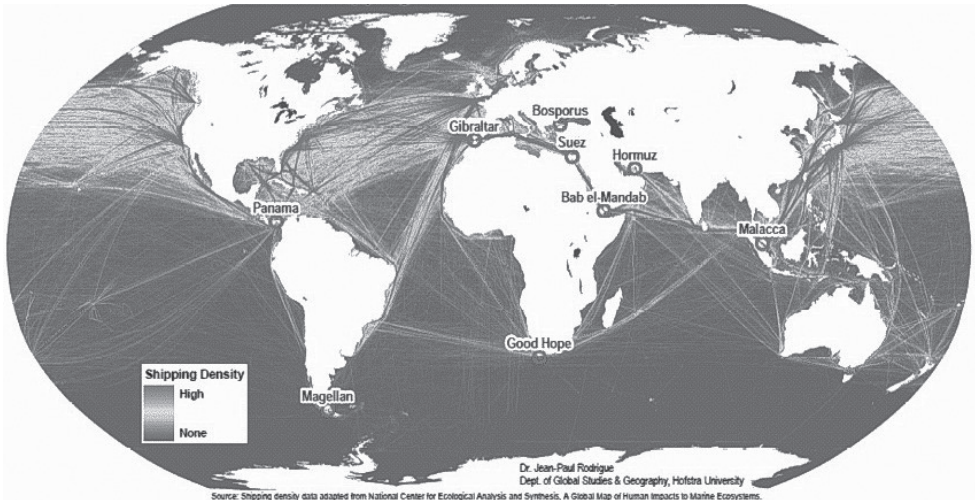 Bosporus
Gibraltar
Suez
Hormuz
Bab el-Mandab
Panama
Malacca
Good Hope
Shipping Density
High
None
Magellan
Dr. Jean-Paul Rodrigue
Dept. of Global Studies & Geography, Hofstra University
Source: Shipping density data adapted from National Center for Ecological Analysis and Synthesis, A Global Map of Human Impacts to Marine Ecosystems.